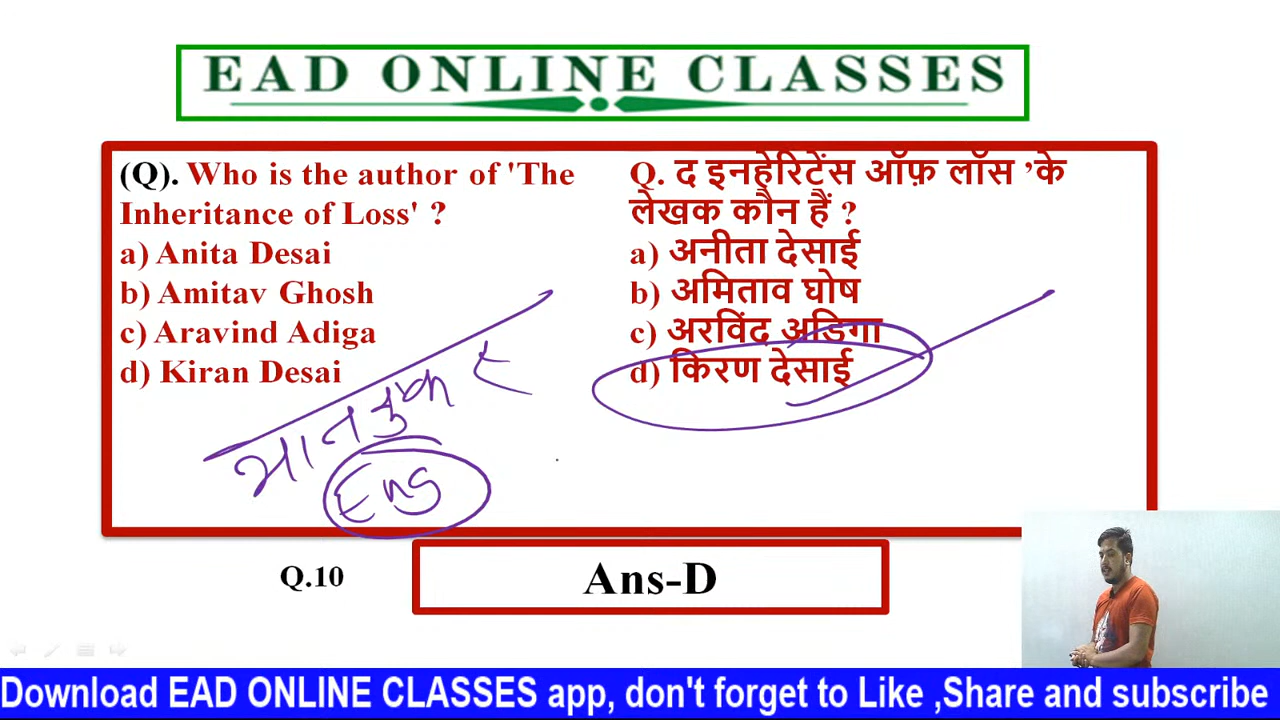 EAD ONLINE CLASSES
(Q). Who is the author of 'The
Inheritance of Loss' ?
a) Anita Desai
b) Amitav Ghosh
c) Aravind Adiga
d) Kiran Desai
Q. द इनहेरिटेंस ऑफ़ लॉस ’के
लेखक कौन हैं ?
a) अनीता देसाई
b) अमिताव घोष
c) अरविंद अडिगा
d) किरण देसाई
Eng
Q.10
Ans-D
Download EAD ONLINE CLASSES app, don't forget to Like ,Share and subscribe